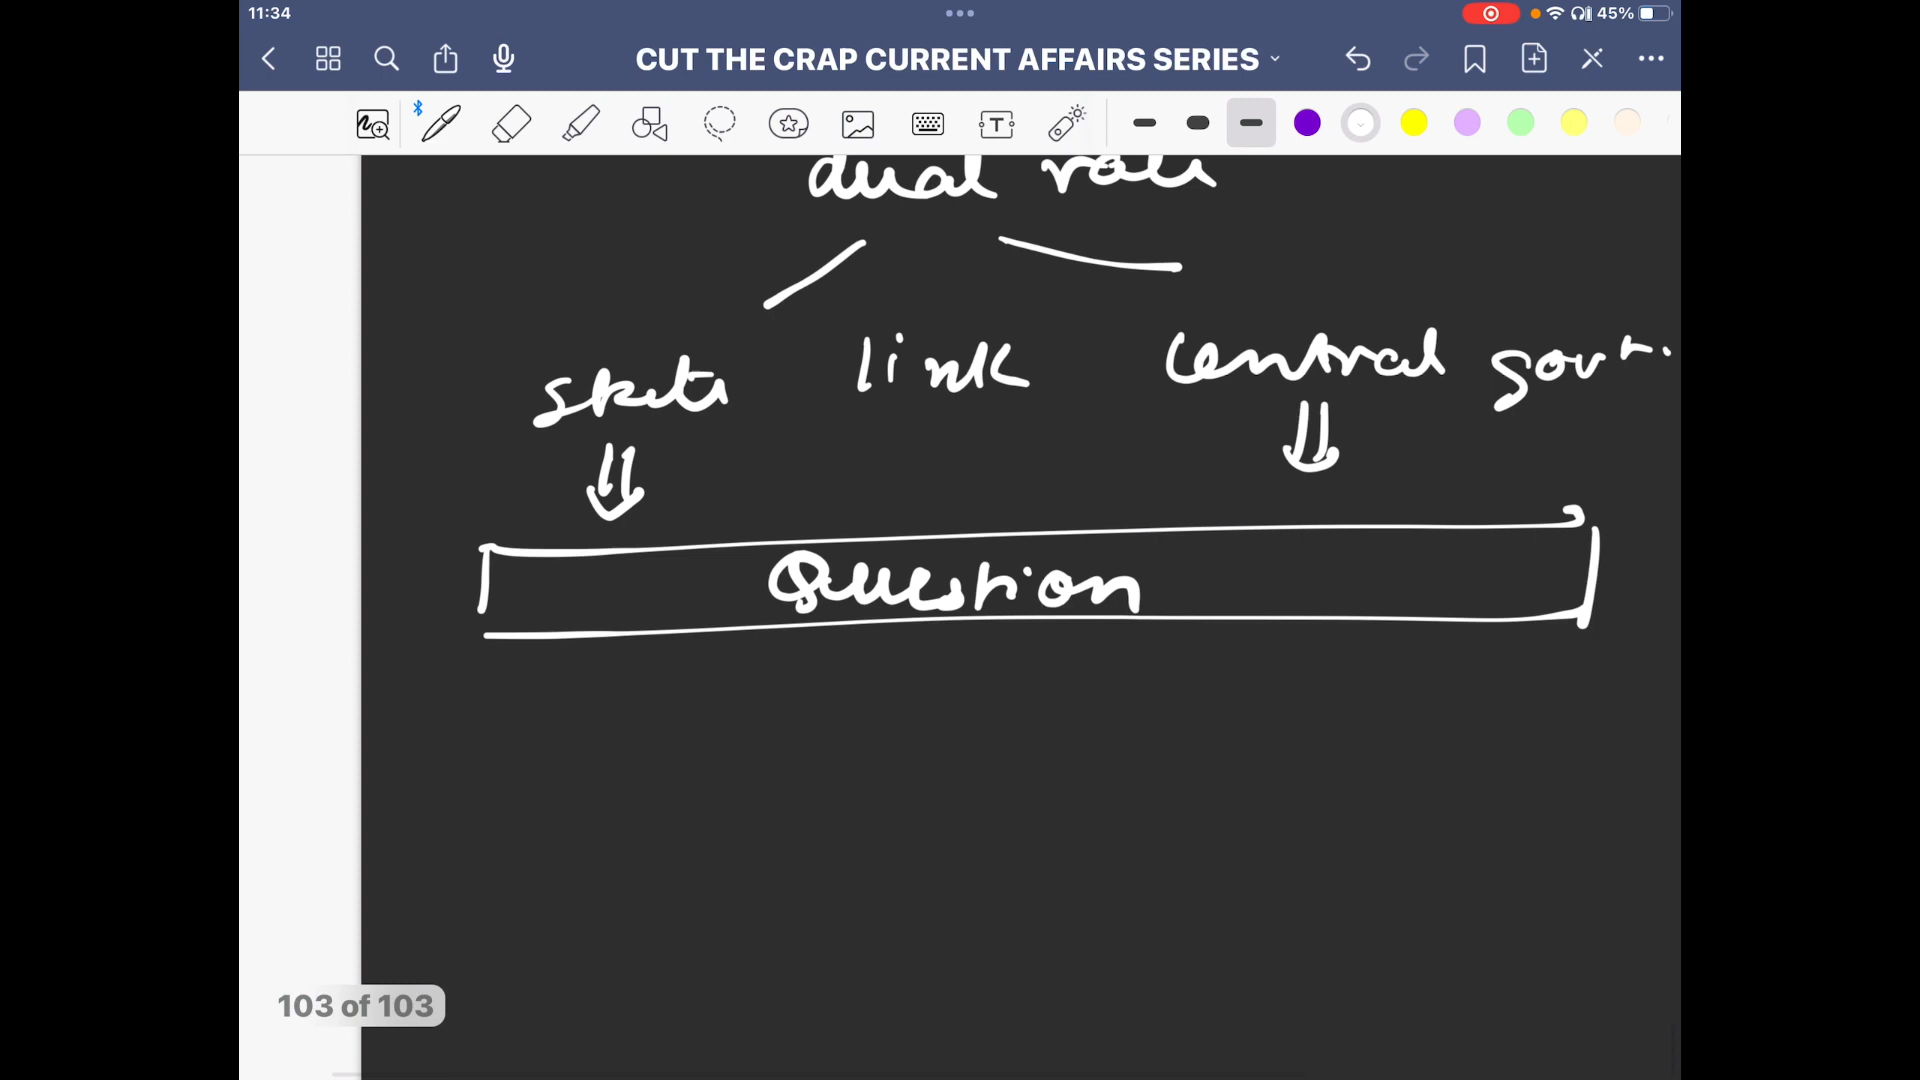 11:34
45%
CUT THE CRAP CURRENT AFFAIRS SERIES
dual role
state link central govt.
Question
103 of 103